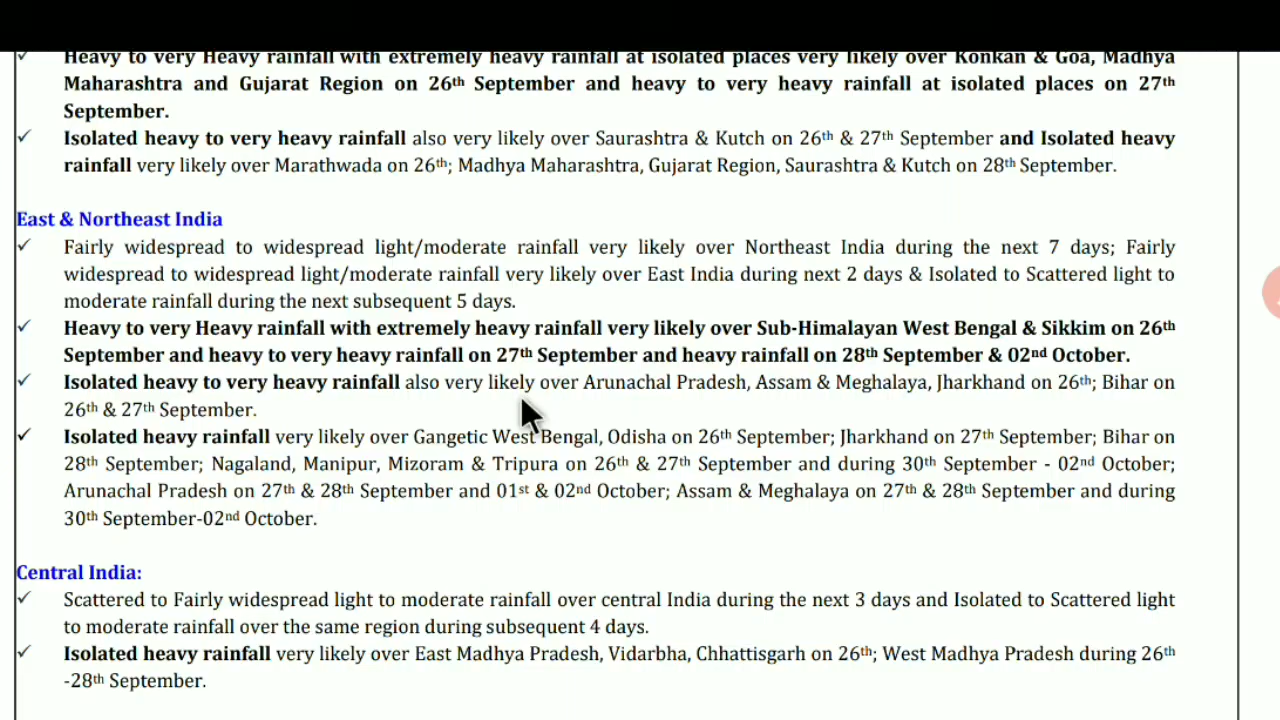 ✓ Heavy to very Heavy rainfall with extremely heavy rainfall at isolated places very likely over Konkan & Goa, Madhya
Maharashtra and Gujarat Region on 26th September and heavy to very heavy rainfall at isolated places on 27th
September.
✓ Isolated heavy to very heavy rainfall also very likely over Saurashtra & Kutch on 26th & 27th September and Isolated heavy
rainfall very likely over Marathwada on 26th; Madhya Maharashtra, Gujarat Region, Saurashtra & Kutch on 28th September.
East & Northeast India
✓ Fairly widespread to widespread light/moderate rainfall very likely over Northeast India during the next 7 days; Fairly
widespread to widespread light/moderate rainfall very likely over East India during next 2 days & Isolated to Scattered light to
moderate rainfall during the next subsequent 5 days.
✓ Heavy to very Heavy rainfall with extremely heavy rainfall very likely over Sub-Himalayan West Bengal & Sikkim on 26th
September and heavy to very heavy rainfall on 27th September and heavy rainfall on 28th September & 02nd October.
✓ Isolated heavy to very heavy rainfall also very likely over Arunachal Pradesh, Assam & Meghalaya, Jharkhand on 26th; Bihar on
26th & 27th September.
✓ Isolated heavy rainfall very likely over Gangetic West Bengal, Odisha on 26th September; Jharkhand on 27th September; Bihar on
28th September; Nagaland, Manipur, Mizoram & Tripura on 26th & 27th September and during 30th September - 02nd October;
Arunachal Pradesh on 27th & 28th September and 01st & 02nd October; Assam & Meghalaya on 27th & 28th September and during
30th September-02nd October.
Central India:
✓ Scattered to Fairly widespread light to moderate rainfall over central India during the next 3 days and Isolated to Scattered light
to moderate rainfall over the same region during subsequent 4 days.
✓ Isolated heavy rainfall very likely over East Madhya Pradesh, Vidarbha, Chhattisgarh on 26th; West Madhya Pradesh during 26th
-28th September.